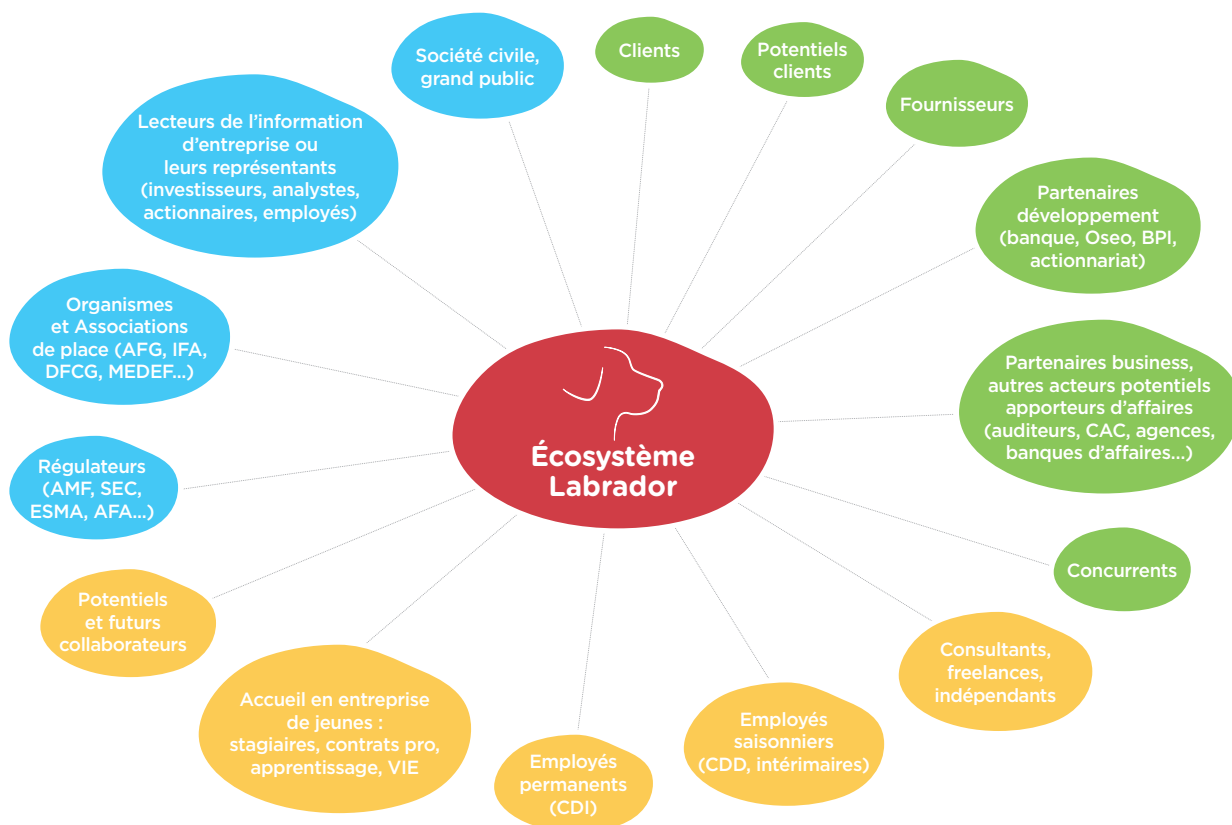 Société civile,
grand public
Clients
Potentiels
clients
Fournisseurs
Lecteurs de l'information
d'entreprise ou
leurs représentants
(investisseurs, analystes,
actionnaires, employés)
Partenaires
développement
(banque, Oseo, BPI,
actionnariat)
Organismes
et Associations
de place (AFG, IFA,
DFCG, MEDEF...)
Partenaires business,
autres acteurs potentiels
apporteurs d'affaires
(auditeurs, CAC, agences,
banques d'affaires...)
Écosystème
Labrador
Régulateurs
(AMF, SEC,
ESMA, AFA...)
Concurrents
Potentiels
et futurs
collaborateurs
Consultants,
freelances,
indépendants
Accueil en entreprise
de jeunes :
stagiaires, contrats pro,
apprentissage, VIE
Employés
permanents
(CDI)
Employés
saisonniers
(CDD, intérimaires)